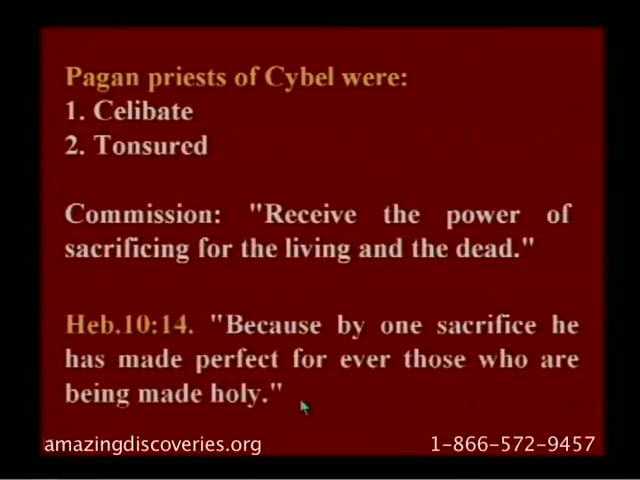 Pagan priests of Cybel were:
1. Celibate
2. Tonsured
Commission: "Receive the power of
sacrificing for the living and the dead."
Heb.10:14. "Because by one sacrifice he
has made perfect for ever those who are
being made holy."
amazingdiscoveries.org 1-866-572-9457